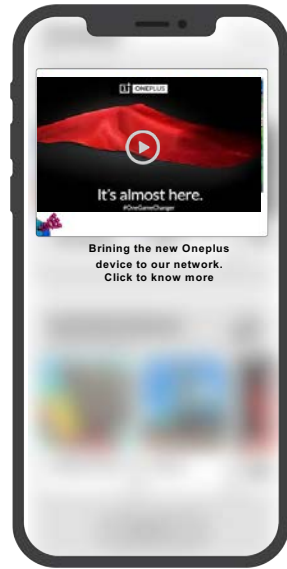 ONEPLUS
It's almost here.
#OneGameChanger
Brining the new Oneplus
device to our network.
Click to know more